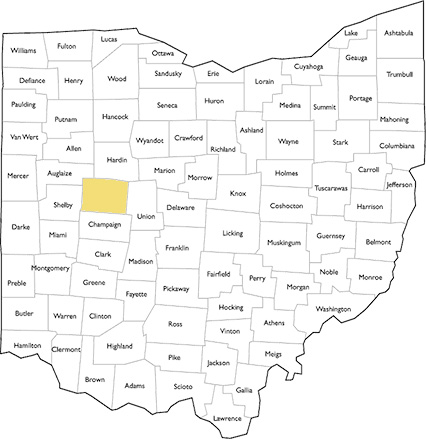 Lake
Ashtabula
Lucas
Fulton
Williams
Ottawa
Geauga
Cuyahoga
Trumbull
Wood
Sandusky
Erie
Lorain
Defiance
Henry
Portage
Paulding
Seneca
Huron
Medina
Summit
Mahoning
Putnam
Hancock
Ashland
Van Wert
Wyandot
Crawford
Richland
Wayne
Stark
Columbiana
Allen
Hardin
Mercer
Auglaize
Marion
Morrow
Holmes
Carroll
Jefferson
Tuscarawas
Knox
Shelby
Union
Delaware
Coshocton
Harrison
Darke
Miami
Champaign
Licking
Guernsey
Belmont
Franklin
Muskingum
Clark
Madison
Montgomery
Fairfield
Noble
Monroe
Preble
Greene
Pickaway
Perry
Morgan
Fayette
Butler
Warren
Clinton
Hocking
Washington
Ross
Athens
Vinton
Hamilton
Clermont
Highland
Pike
Jackson
Meigs
Brown
Adams
Scioto
Gallia
Lawrence